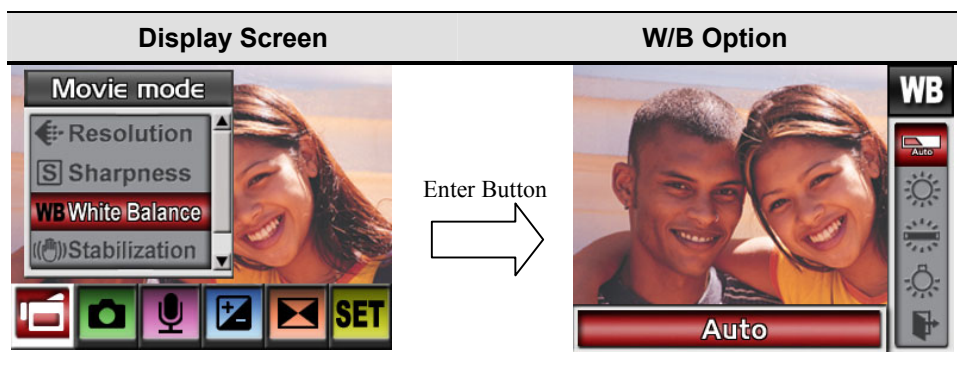 Display Screen
W/B Option
Movie mode
Resolution
S Sharpness
WB White Balance
Stabilization
SET
Enter Button
WB
Auto
Auto